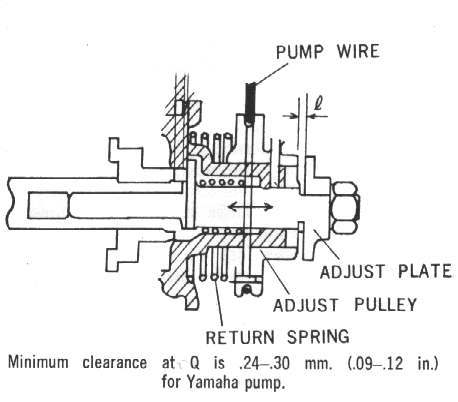 PUMP WIRE
ℓ
ADJUST PLATE
ADJUST PULLEY
RETURN SPRING
Minimum clearance at Q is .24–.30 mm. (.09–.12 in.)
for Yamaha pump.